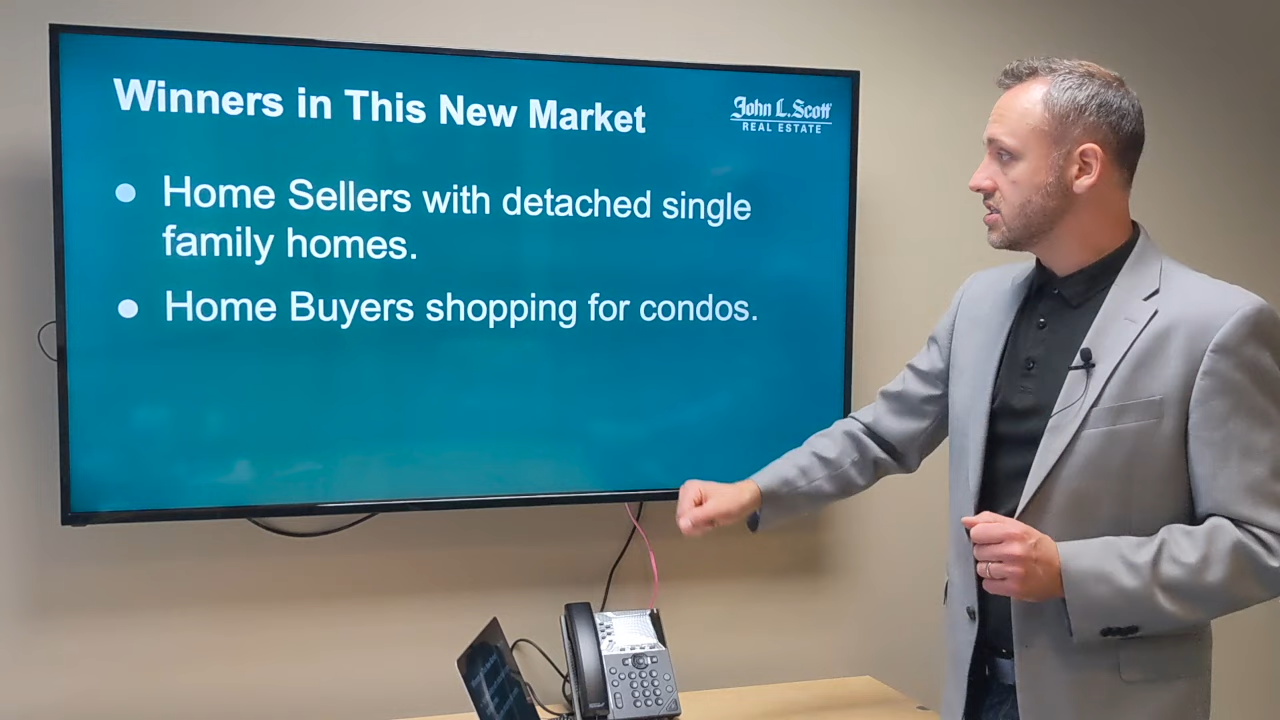 Winners in This New Market
John L. Scott
REAL ESTATE
● Home Sellers with detached single
family homes.
● Home Buyers shopping for condos.